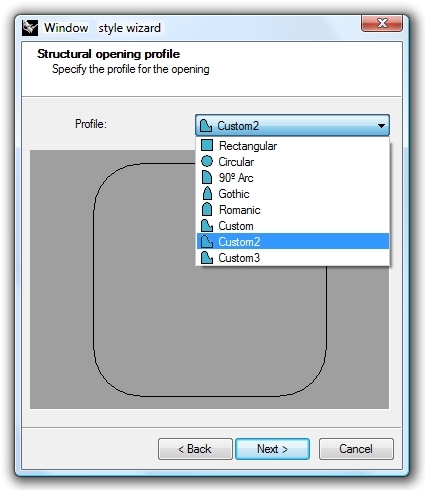 Window style wizard
Structural opening profile
Specify the profile for the opening
Profile: Custom2
Rectangular
Circular
90º Arc
Gothic
Romanic
Custom
Custom2
Custom3
< Back Next > Cancel